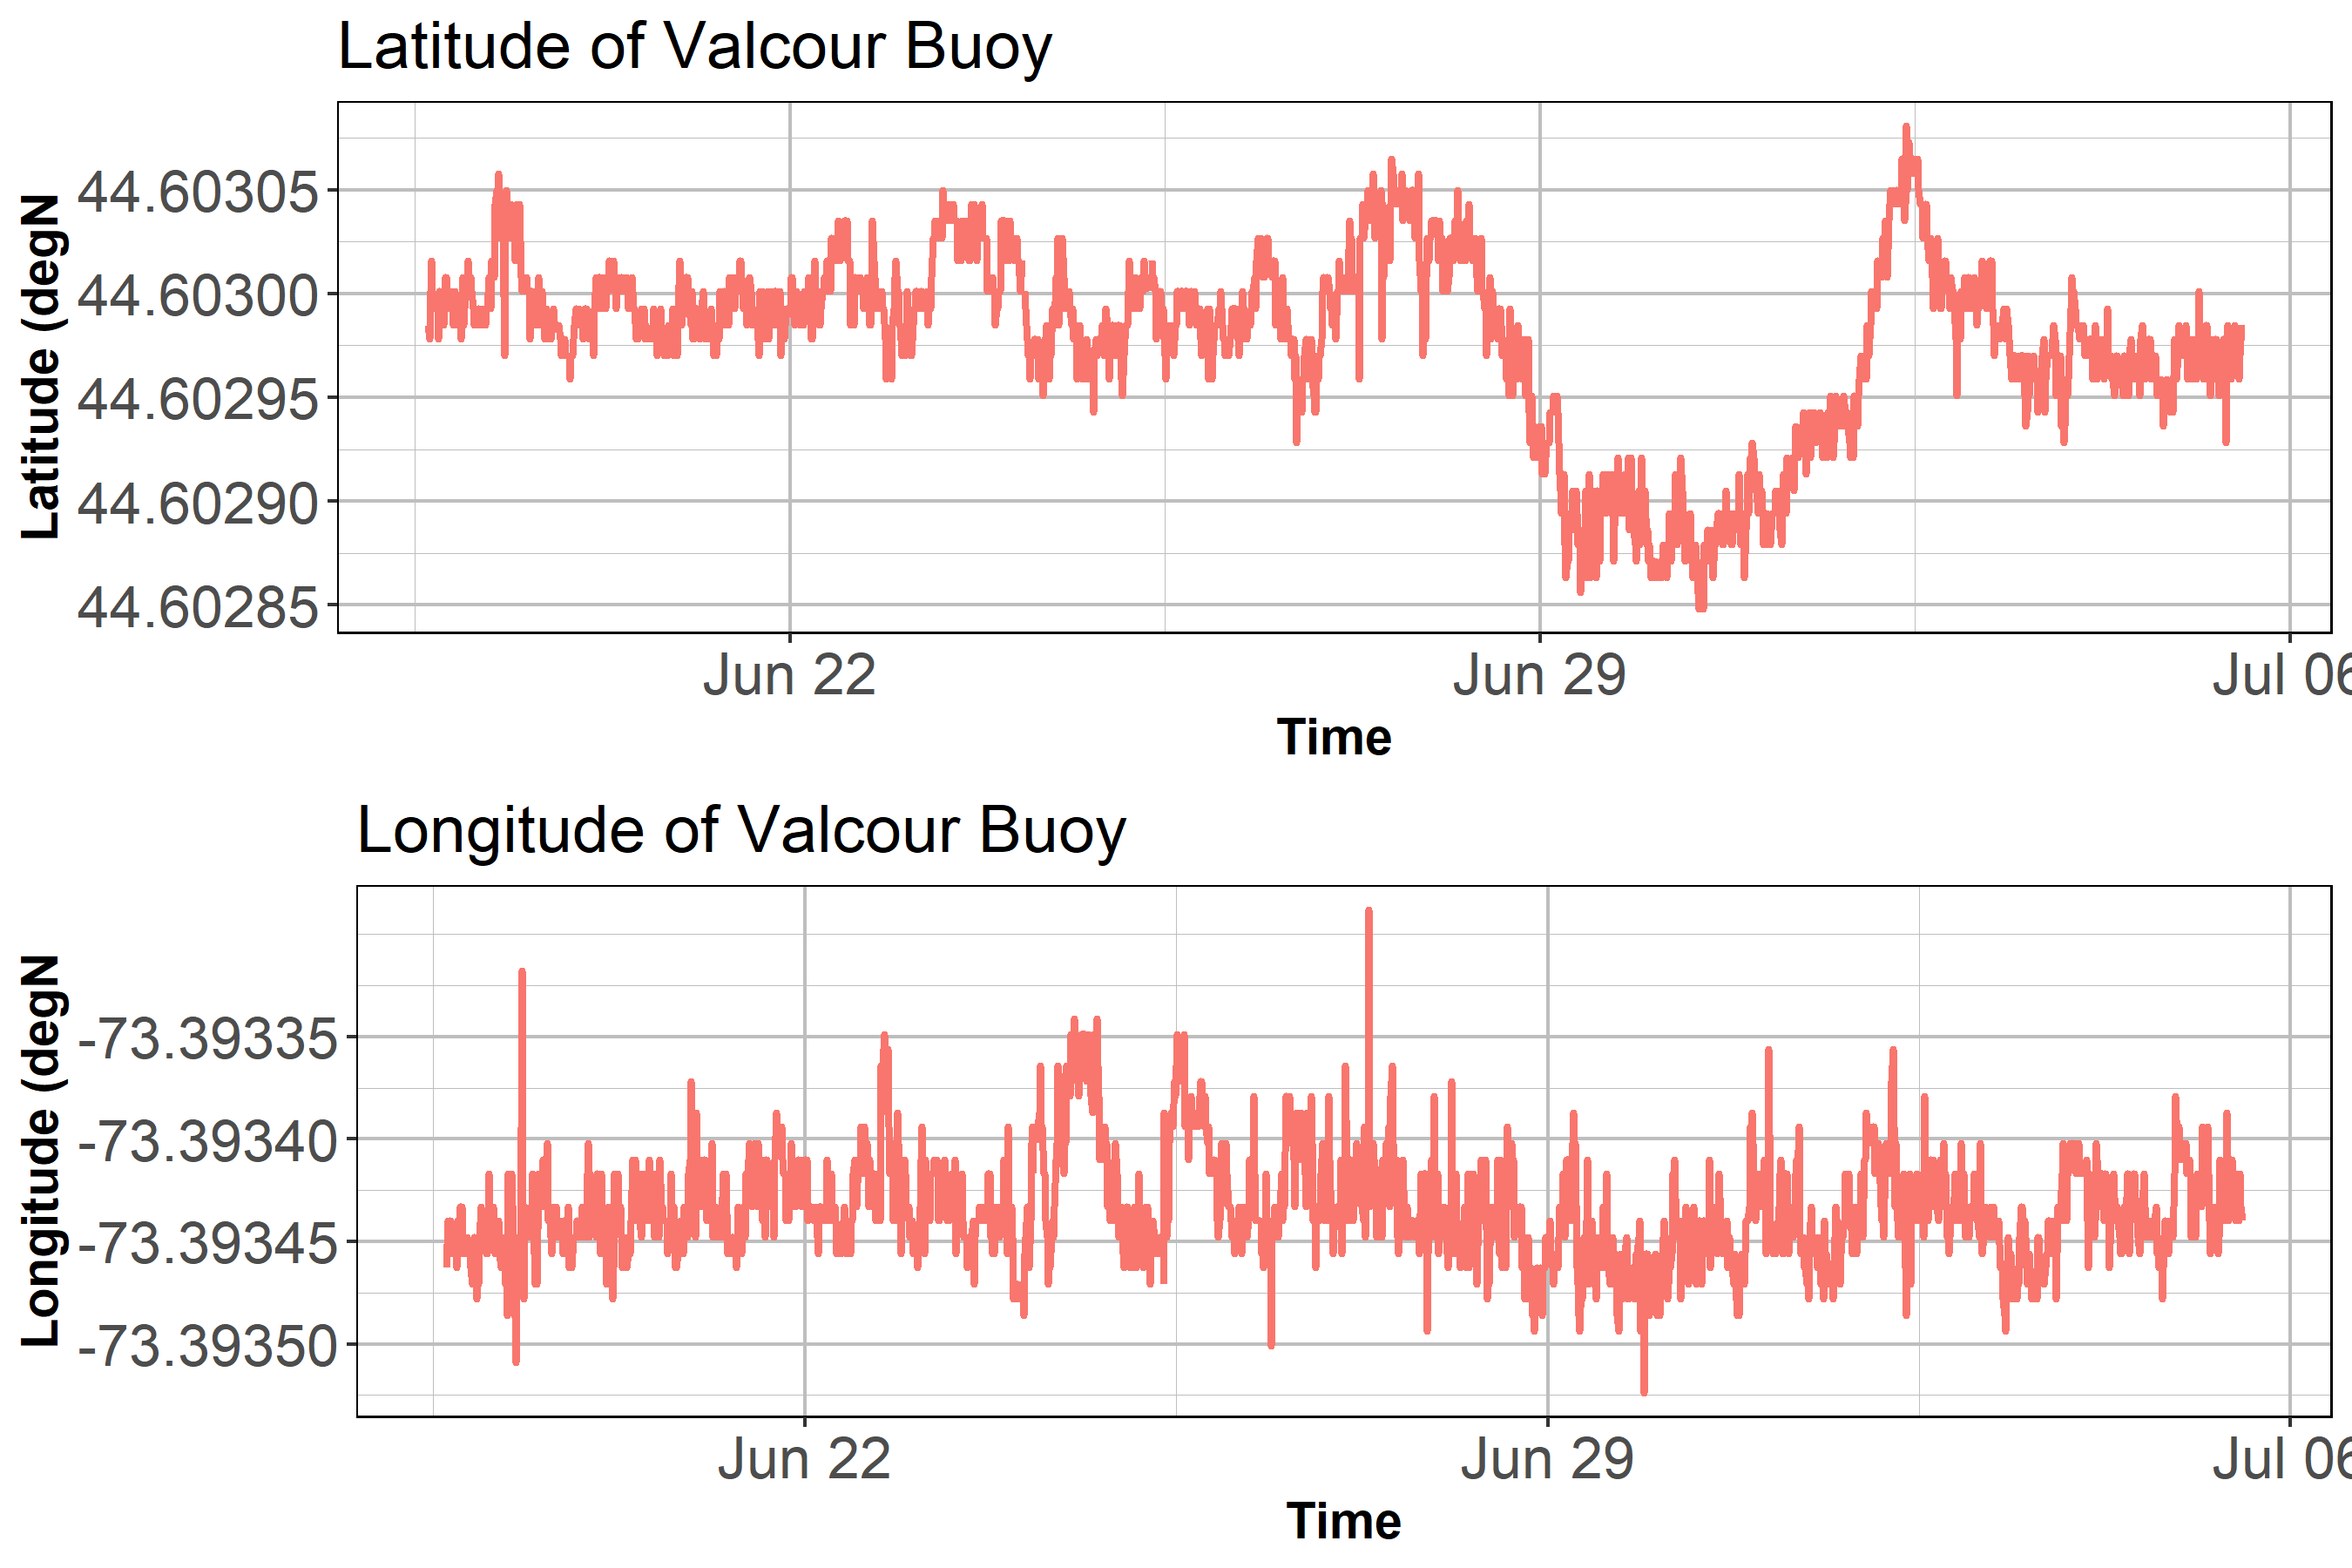 Latitude of Valcour Buoy
Latitude (degN
44.60305
44.60300
44.60295
44.60290
44.60285
Jun 22
Jun 29
Jul 06
Time
Longitude of Valcour Buoy
Longitude (degN
-73.39335
-73.39340
-73.39345
-73.39350
Jun 22
Jun 29
Jul 06
Time